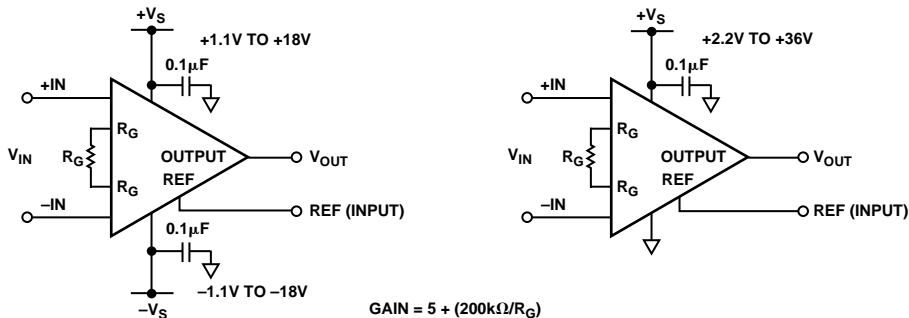 +VS
+1.1V TO +18V
0.1µF
+IN
RG
VIN
RG
OUTPUT
VOUT
RG
REF
–IN
REF (INPUT)
0.1µF
–1.1V TO –18V
–VS
+VS
+2.2V TO +36V
0.1µF
+IN
RG
VIN
RG
OUTPUT
VOUT
RG
REF
–IN
REF (INPUT)
GAIN = 5 + (200kΩ/RG)